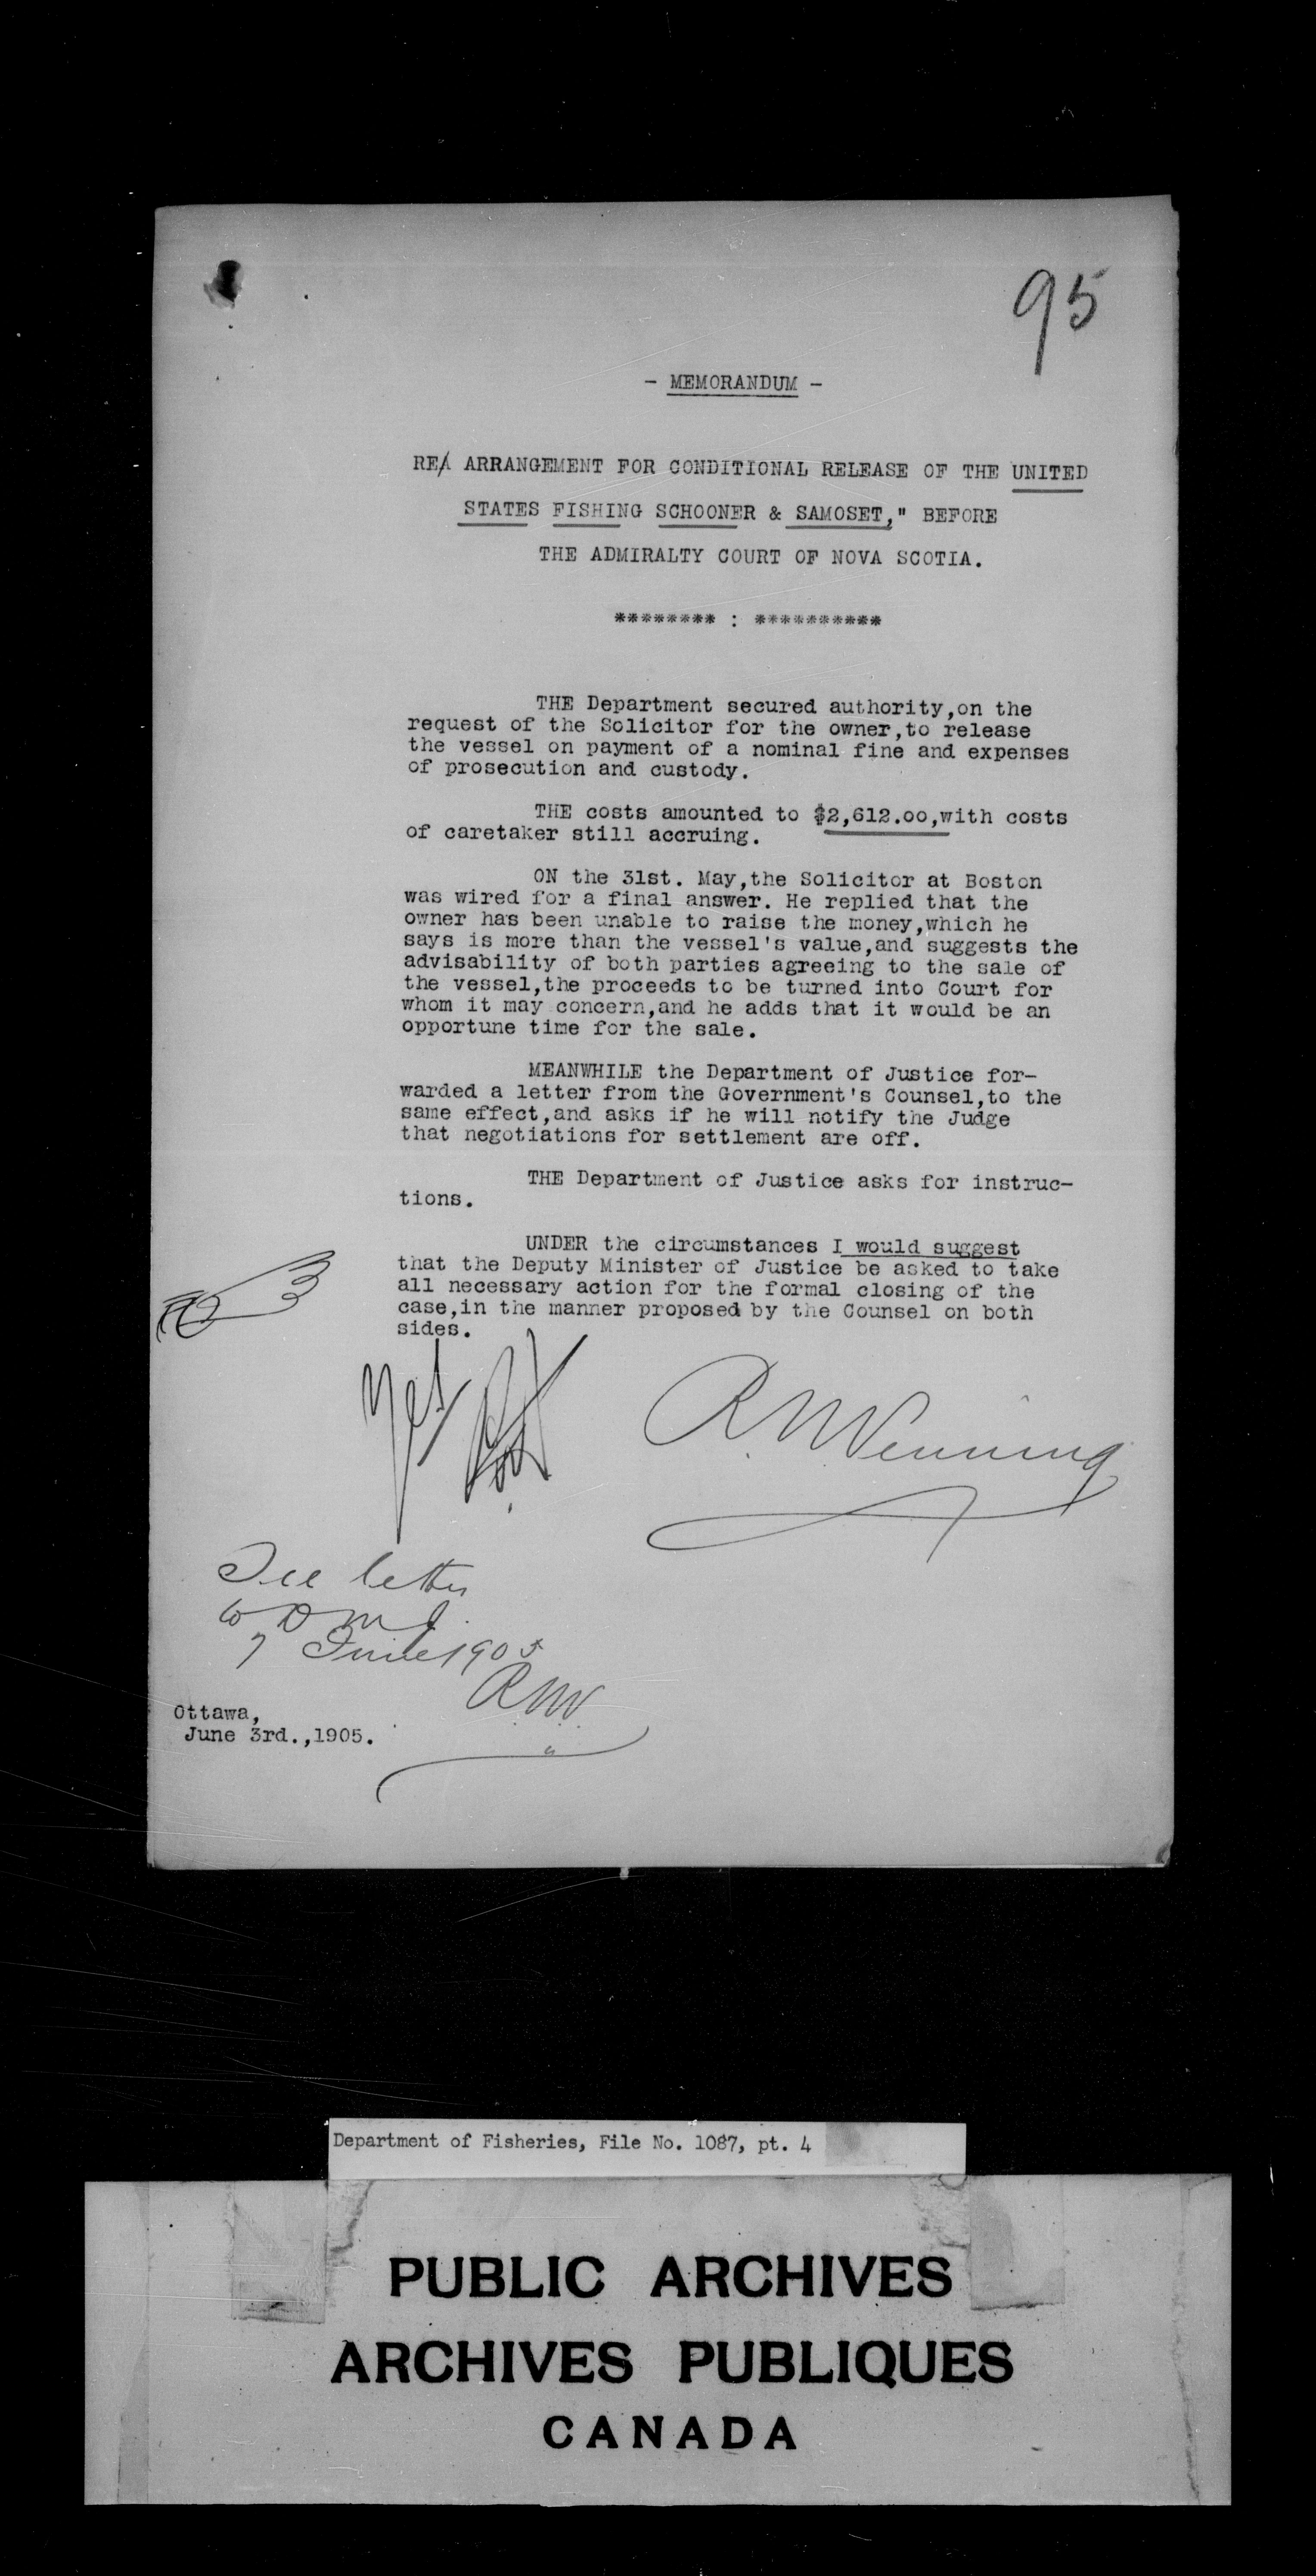 95
- MEMORANDUM -
RE/ ARRANGEMENT FOR CONDITIONAL RELEASE OF THE UNITED
STATES FISHING SCHOONER & SAMOSET," BEFORE
THE ADMIRALTY COURT OF NOVA SCOTIA.
******** : **********
THE Department secured authority,on the
request of the Solicitor for the owner,to release
the vessel on payment of a nominal fine and expenses
of prosecution and custody.
THE costs amounted to $2,612.00,with costs
of caretaker still accruing.
ON the 31st. May,the Solicitor at Boston
was wired for a final answer. He replied that the
owner has been unable to raise the money,which he
says is more than the vessel's value,and suggests the
advisability of both parties agreeing to the sale of
the vessel,the proceeds to be turned into Court for
whom it may concern,and he adds that it would be an
opportune time for the sale.
MEANWHILE the Department of Justice for-
warded a letter from the Government's Counsel,to the
same effect,and asks if he will notify the Judge
that negotiations for settlement are off.
THE Department of Justice asks for instruc-
tions.
UNDER the circumstances I would suggest
that the Deputy Minister of Justice be asked to take
all necessary action for the formal closing of the
case,in the manner proposed by the Counsel on both
sides.
Yes
R N Venning
See letter
to D M J.
7 June 1905
RNV
Ottawa,
June 3rd.,1905.
Department of Fisheries, File No. 1087, pt. 4
PUBLIC ARCHIVES
ARCHIVES PUBLIQUES
CANADA